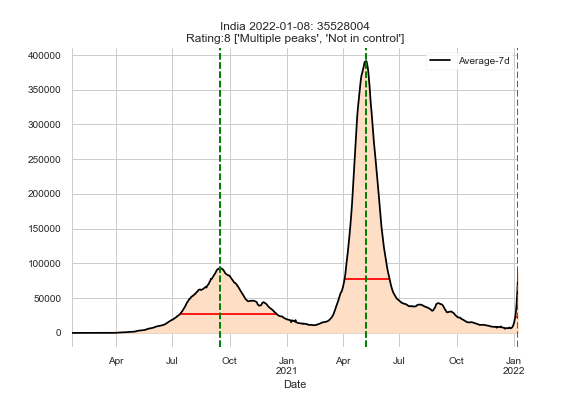 India 2022-01-08: 35528004
Rating:8 ['Multiple peaks', 'Not in control']
Average-7d
400000
350000
300000
250000
200000
150000
100000
50000
0
Apr Jul Oct Jan Apr Jul Oct Jan
2021 2022
Date